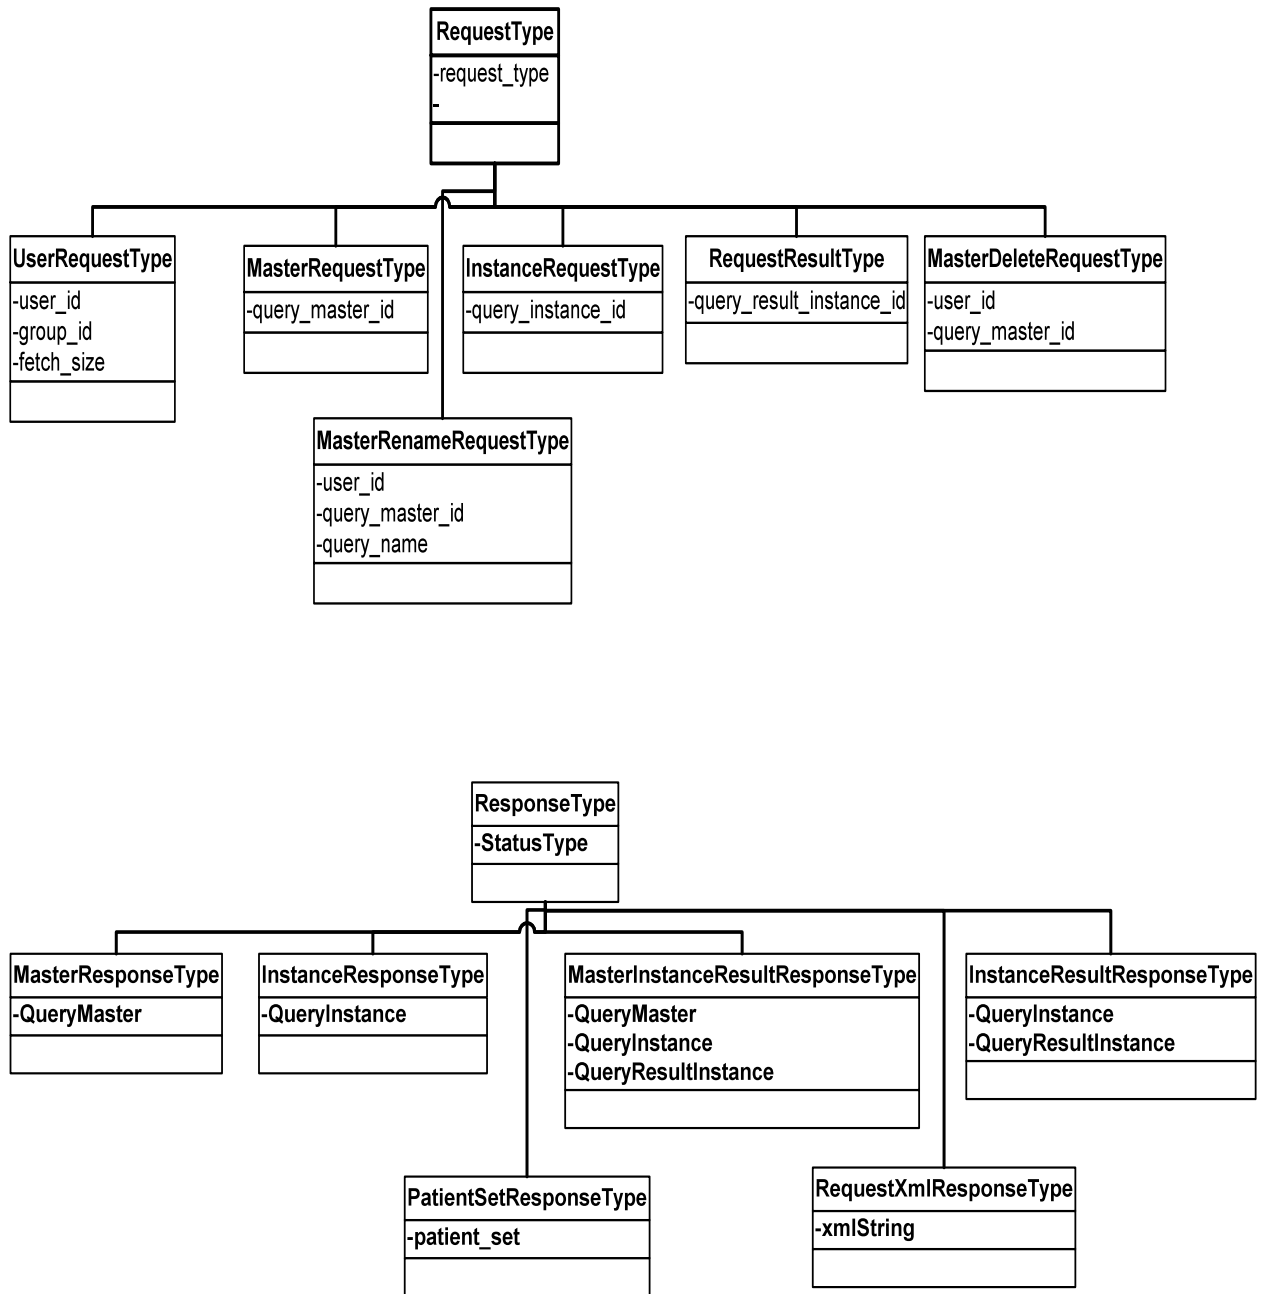 RequestType
-request_type
-
UserRequestType
-user_id
-group_id
-fetch_size
MasterRequestType
-query_master_id
InstanceRequestType
-query_instance_id
RequestResultType
-query_result_instance_id
MasterDeleteRequestType
-user_id
-query_master_id
MasterRenameRequestType
-user_id
-query_master_id
-query_name
ResponseType
-StatusType
MasterResponseType
-QueryMaster
InstanceResponseType
-QueryInstance
MasterInstanceResultResponseType
-QueryMaster
-QueryInstance
-QueryResultInstance
InstanceResultResponseType
-QueryInstance
-QueryResultInstance
PatientSetResponseType
-patient_set
RequestXmlResponseType
-xmlString